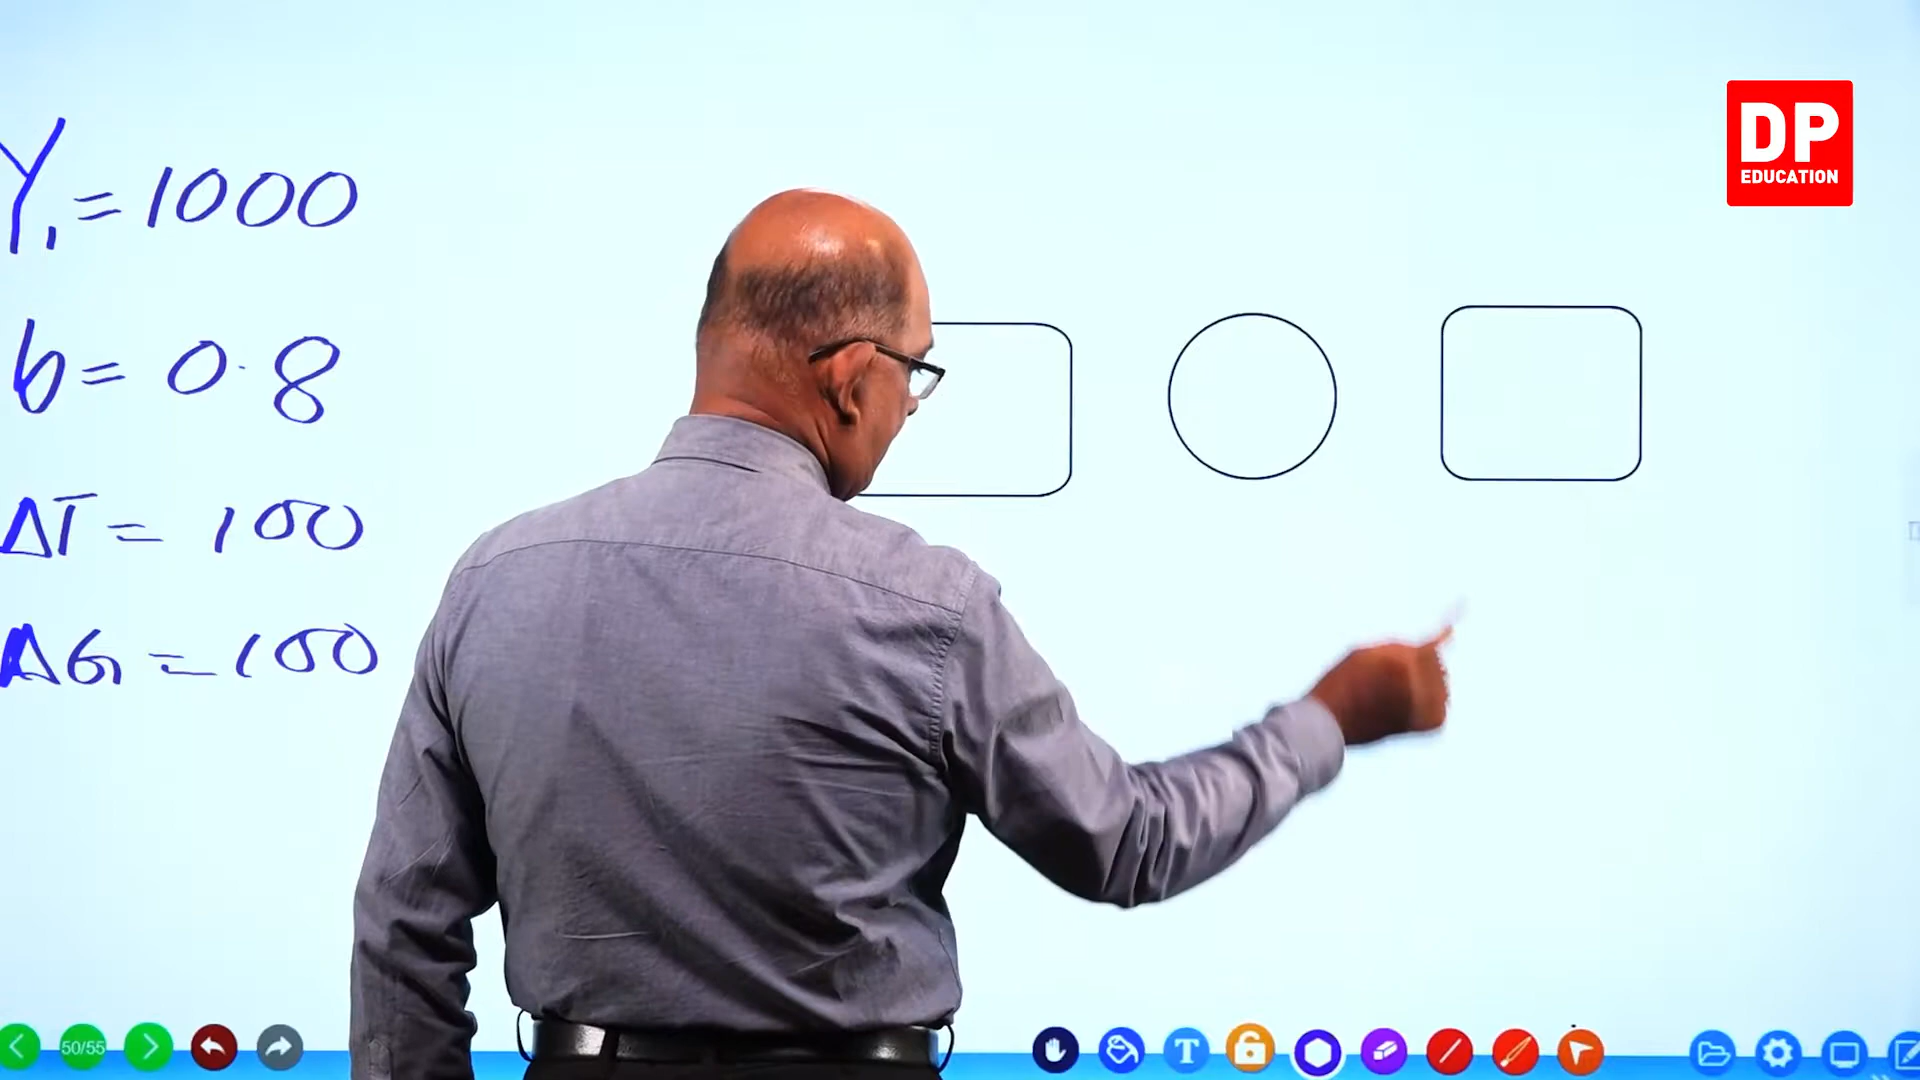 Y₁ = 1000
b = 0.8
ΔT = 100
ΔG = 100
DP
EDUCATION
50/55
T